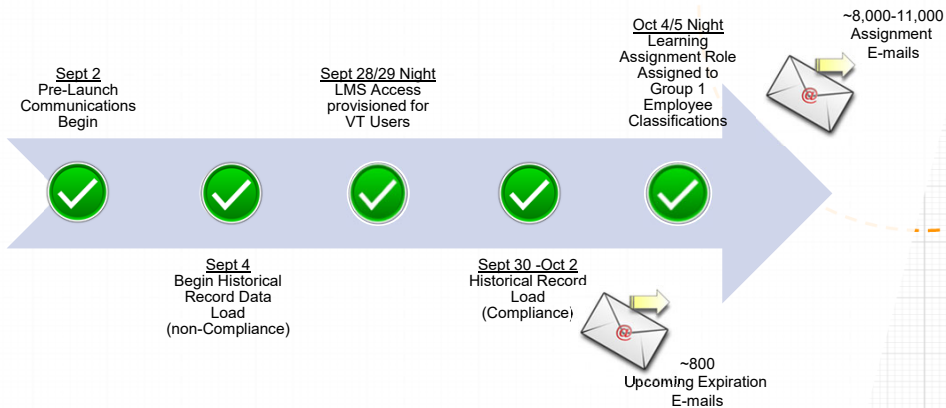 Sept 2
Pre-Launch
Communications
Begin
Sept 4
Begin Historical
Record Data
Load
(non-Compliance)
Sept 28/29 Night
LMS Access
provisioned for
VT Users
Sept 30 -Oct 2
Historical Record
Load
(Compliance)
@
~800
Upcoming Expiration
E-mails
Oct 4/5 Night
Learning
Assignment Role
Assigned to
Group 1
Employee
Classifications
@
~8,000-11,000
Assignment
E-mails